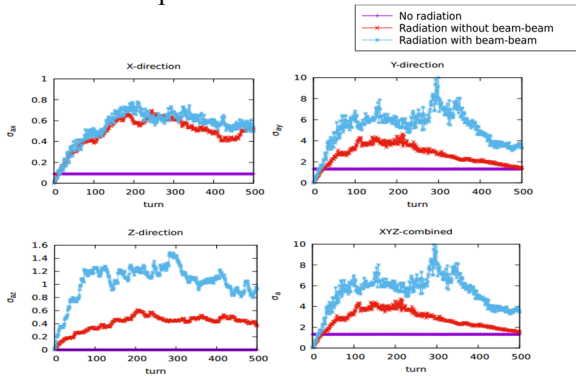 No radiation
Radiation without beam-beam
Radiation with beam-beam
X-direction
1
0.8
0.6
0.4
0.2
0
0 100 200 300 400 500
σax
turn
Y-direction
10
8
6
4
2
0
0 100 200 300 400 500
σay
turn
Z-direction
1.6
1.4
1.2
1
0.8
0.6
0.4
0.2
0
0 100 200 300 400 500
σaz
turn
XYZ-combined
10
8
6
4
2
0
0 100 200 300 400 500
σa
turn